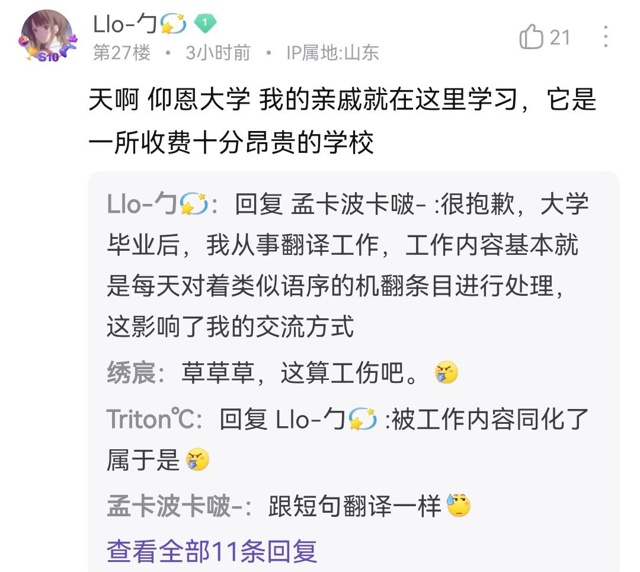 Llo-勹💫 1
S10
第27楼 · 3小时前 · IP属地:山东
21
天啊 仰恩大学 我的亲戚就在这里学习，它是
一所收费十分昂贵的学校
Llo-勹💫：回复 孟卡波卡啵- :很抱歉，大学
毕业后，我从事翻译工作，工作内容基本就
是每天对着类似语序的机翻条目进行处理，
这影响了我的交流方式
绣宸：草草草，这算工伤吧。
Triton℃：回复 Llo-勹💫 :被工作内容同化了
属于是
孟卡波卡啵-：跟短句翻译一样
查看全部11条回复